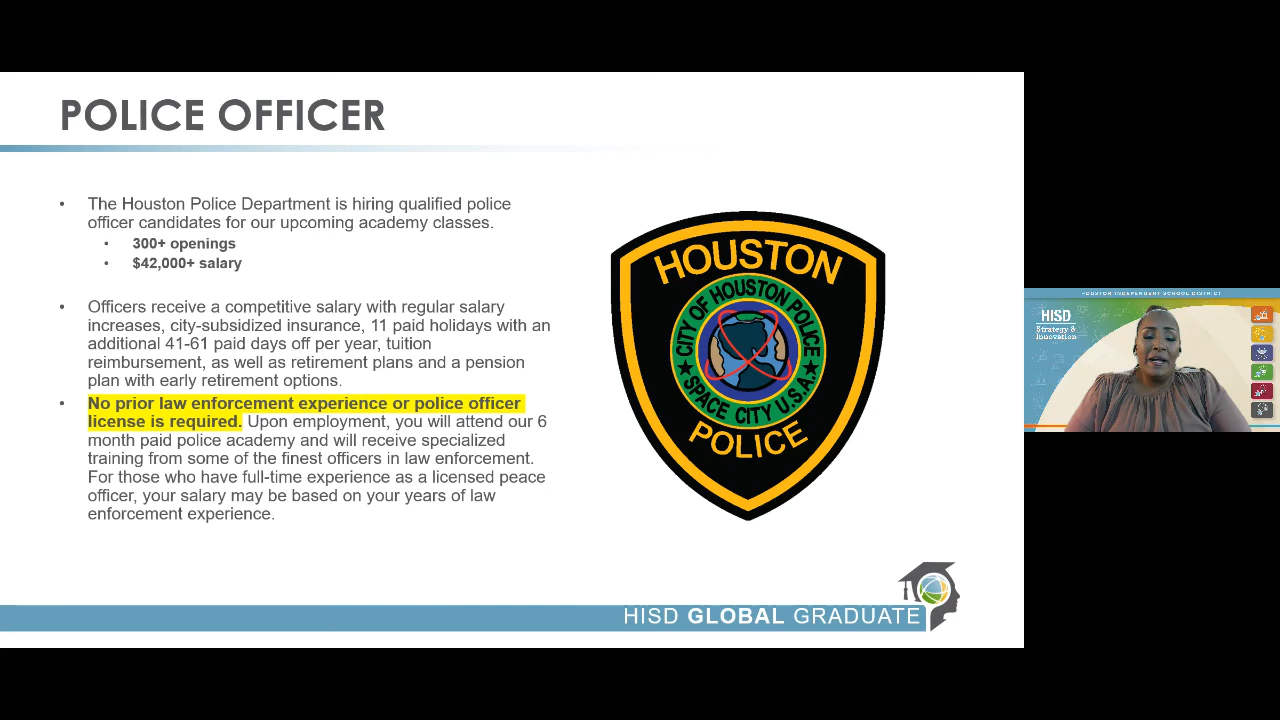 POLICE OFFICER
• The Houston Police Department is hiring qualified police
officer candidates for our upcoming academy classes.
• 300+ openings
• $42,000+ salary
• Officers receive a competitive salary with regular salary
increases, city-subsidized insurance, 11 paid holidays with an
additional 41-61 paid days off per year, tuition
reimbursement, as well as retirement plans and a pension
plan with early retirement options.
• No prior law enforcement experience or police officer
license is required. Upon employment, you will attend our 6
month paid police academy and will receive specialized
training from some of the finest officers in law enforcement.
For those who have full-time experience as a licensed peace
officer, your salary may be based on your years of law
enforcement experience.
HOUSTON
CITY OF HOUSTON POLICE
SPACE CITY U.S.A.
POLICE
HISD GLOBAL GRADUATE
HOUSTON INDEPENDENT SCHOOL DISTRICT
HISD
Strategy &
Innovation